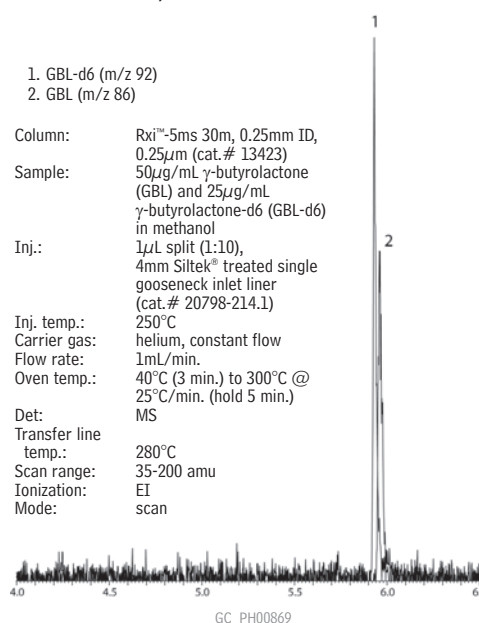 1
1. GBL-d6 (m/z 92)
2. GBL (m/z 86)
Column: Rxi™-5ms 30m, 0.25mm ID,
0.25µm (cat.# 13423)
Sample: 50µg/mL γ-butyrolactone
(GBL) and 25µg/mL
γ-butyrolactone-d6 (GBL-d6)
in methanol
2
Inj.: 1µL split (1:10),
4mm Siltek® treated single
gooseneck inlet liner
(cat.# 20798-214.1)
Inj. temp.: 250°C
Carrier gas: helium, constant flow
Flow rate: 1mL/min.
Oven temp.: 40°C (3 min.) to 300°C @
25°C/min. (hold 5 min.)
Det: MS
Transfer line
temp.: 280°C
Scan range: 35-200 amu
Ionization: EI
Mode: scan
4.0 4.5 5.0 5.5 6.0
GC_PH00869